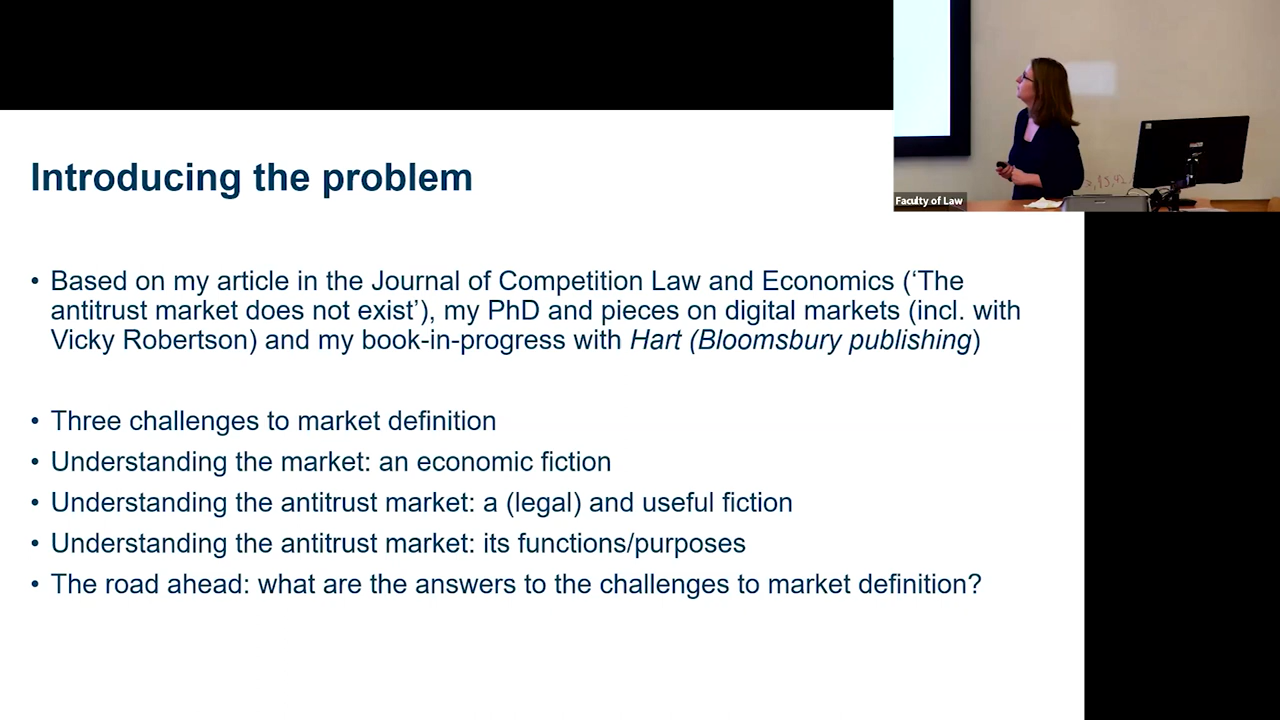 Introducing the problem
• Based on my article in the Journal of Competition Law and Economics (‘The
antitrust market does not exist’), my PhD and pieces on digital markets (incl. with
Vicky Robertson) and my book-in-progress with Hart (Bloomsbury publishing)
• Three challenges to market definition
• Understanding the market: an economic fiction
• Understanding the antitrust market: a (legal) and useful fiction
• Understanding the antitrust market: its functions/purposes
• The road ahead: what are the answers to the challenges to market definition?
Faculty of Law